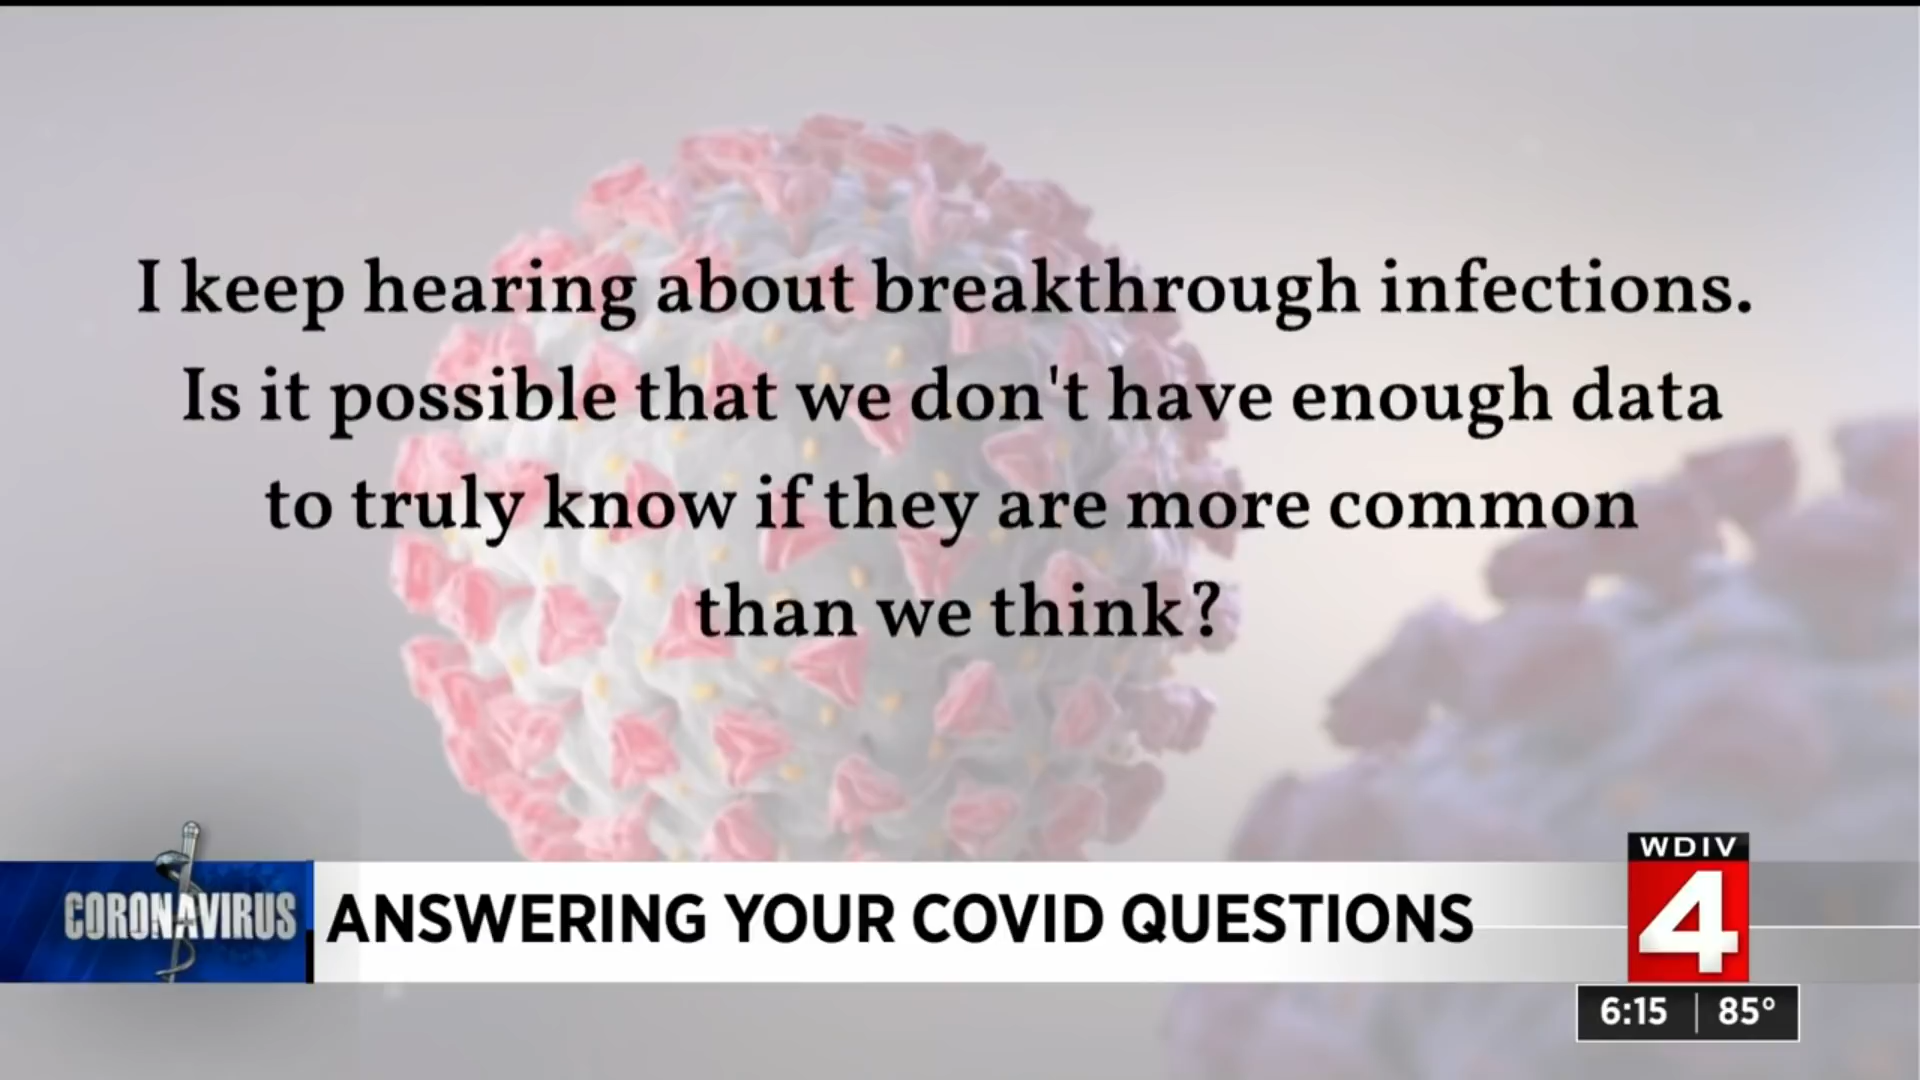 I keep hearing about breakthrough infections.
Is it possible that we don't have enough data
to truly know if they are more common
than we think?
CORONAVIRUS
ANSWERING YOUR COVID QUESTIONS
WDIV
4
6:15 85°